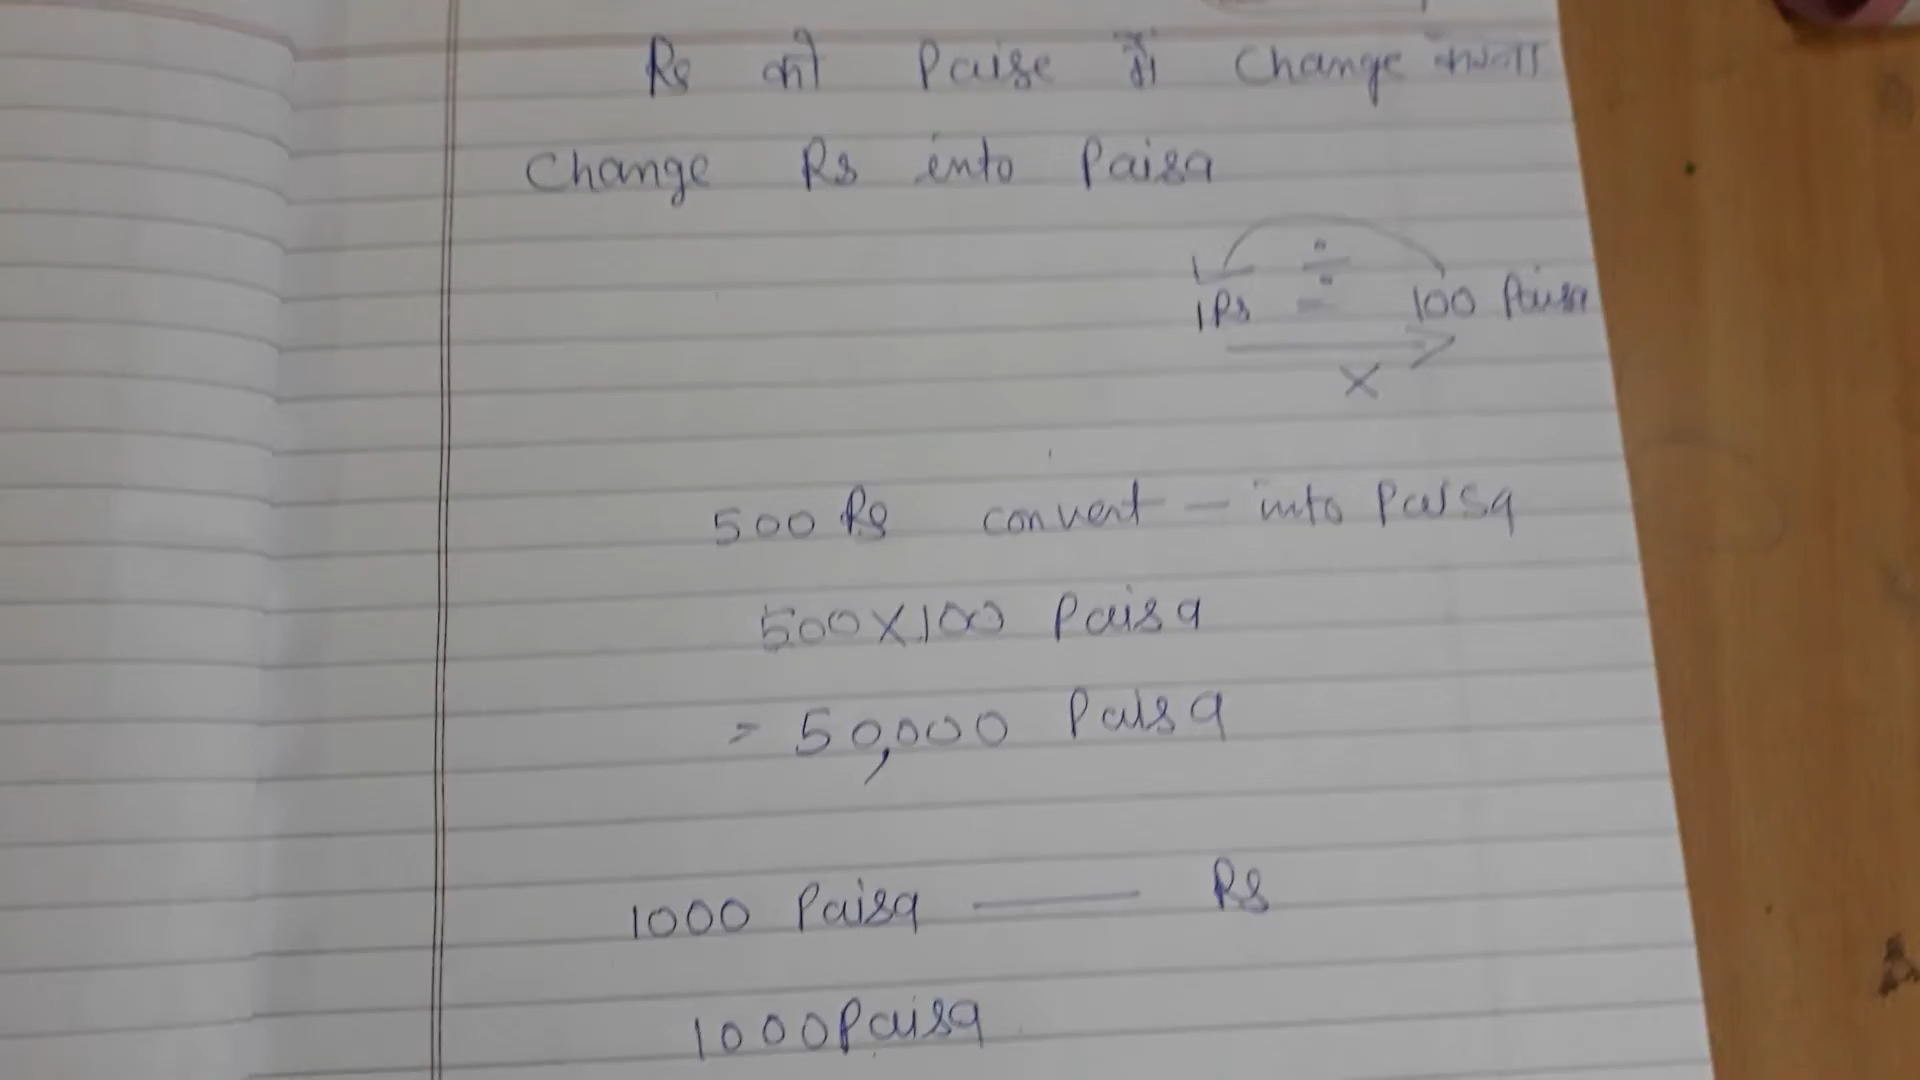 Rs को Paise में Change करना
Change Rs into Paisa
÷
1Rs = 100 Paisa
×
500 Rs convert — into Paisa
500×100 Paisa
= 50,000 Paisa
1000 Paisa —— Rs
1000Paisa